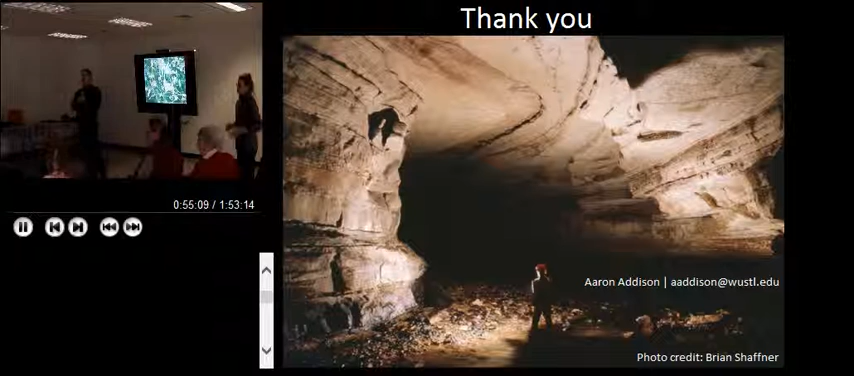 Thank you
0:55:09 / 1:53:14
Aaron Addison | aaddison@wustl.edu
Photo credit: Brian Shaffner